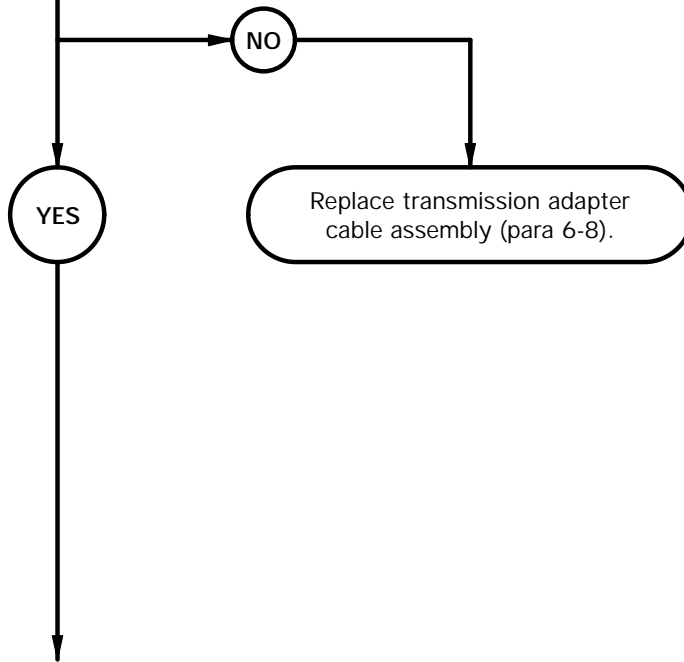 NO
YES
Replace transmission adapter
cable assembly (para 6-8).